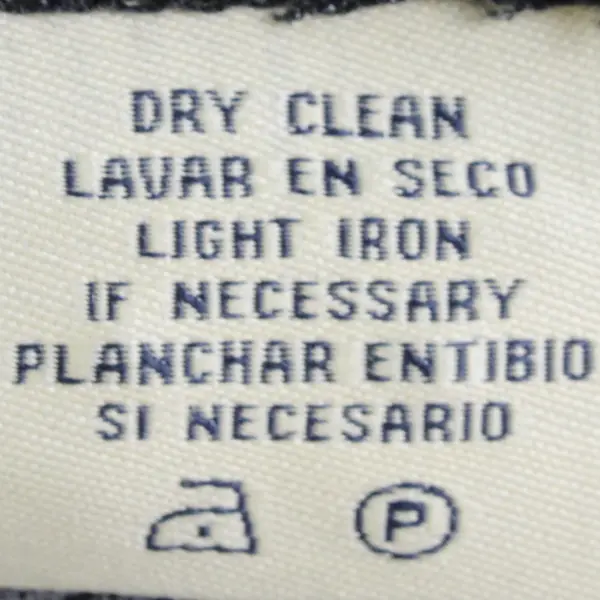 DRY CLEAN
LAVAR EN SECO
LIGHT IRON
IF NECESSARY
PLANCHAR ENTIBIO
SI NECESARIO
P